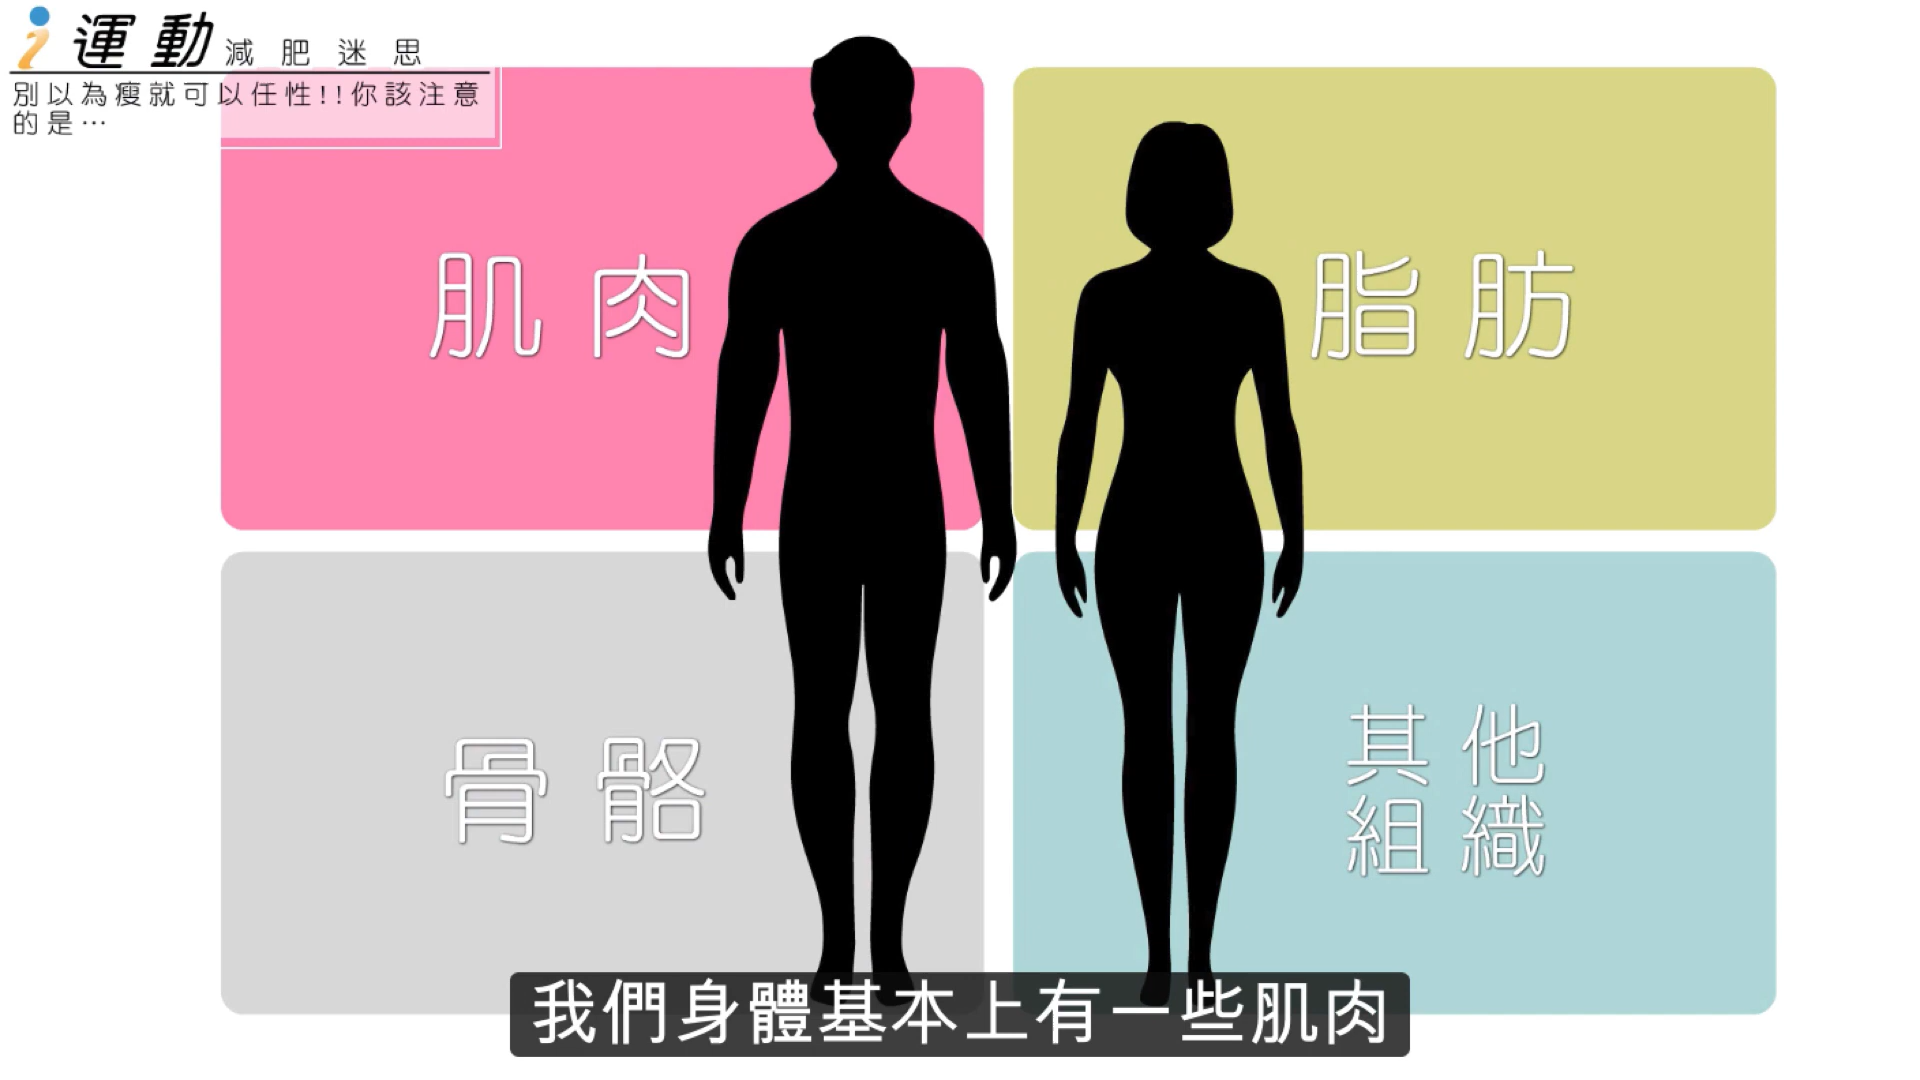 i運動減肥迷思
別以為瘦就可以任性!!你該注意
的是…
肌肉
脂肪
骨骼
其他
組織
我們身體基本上有一些肌肉